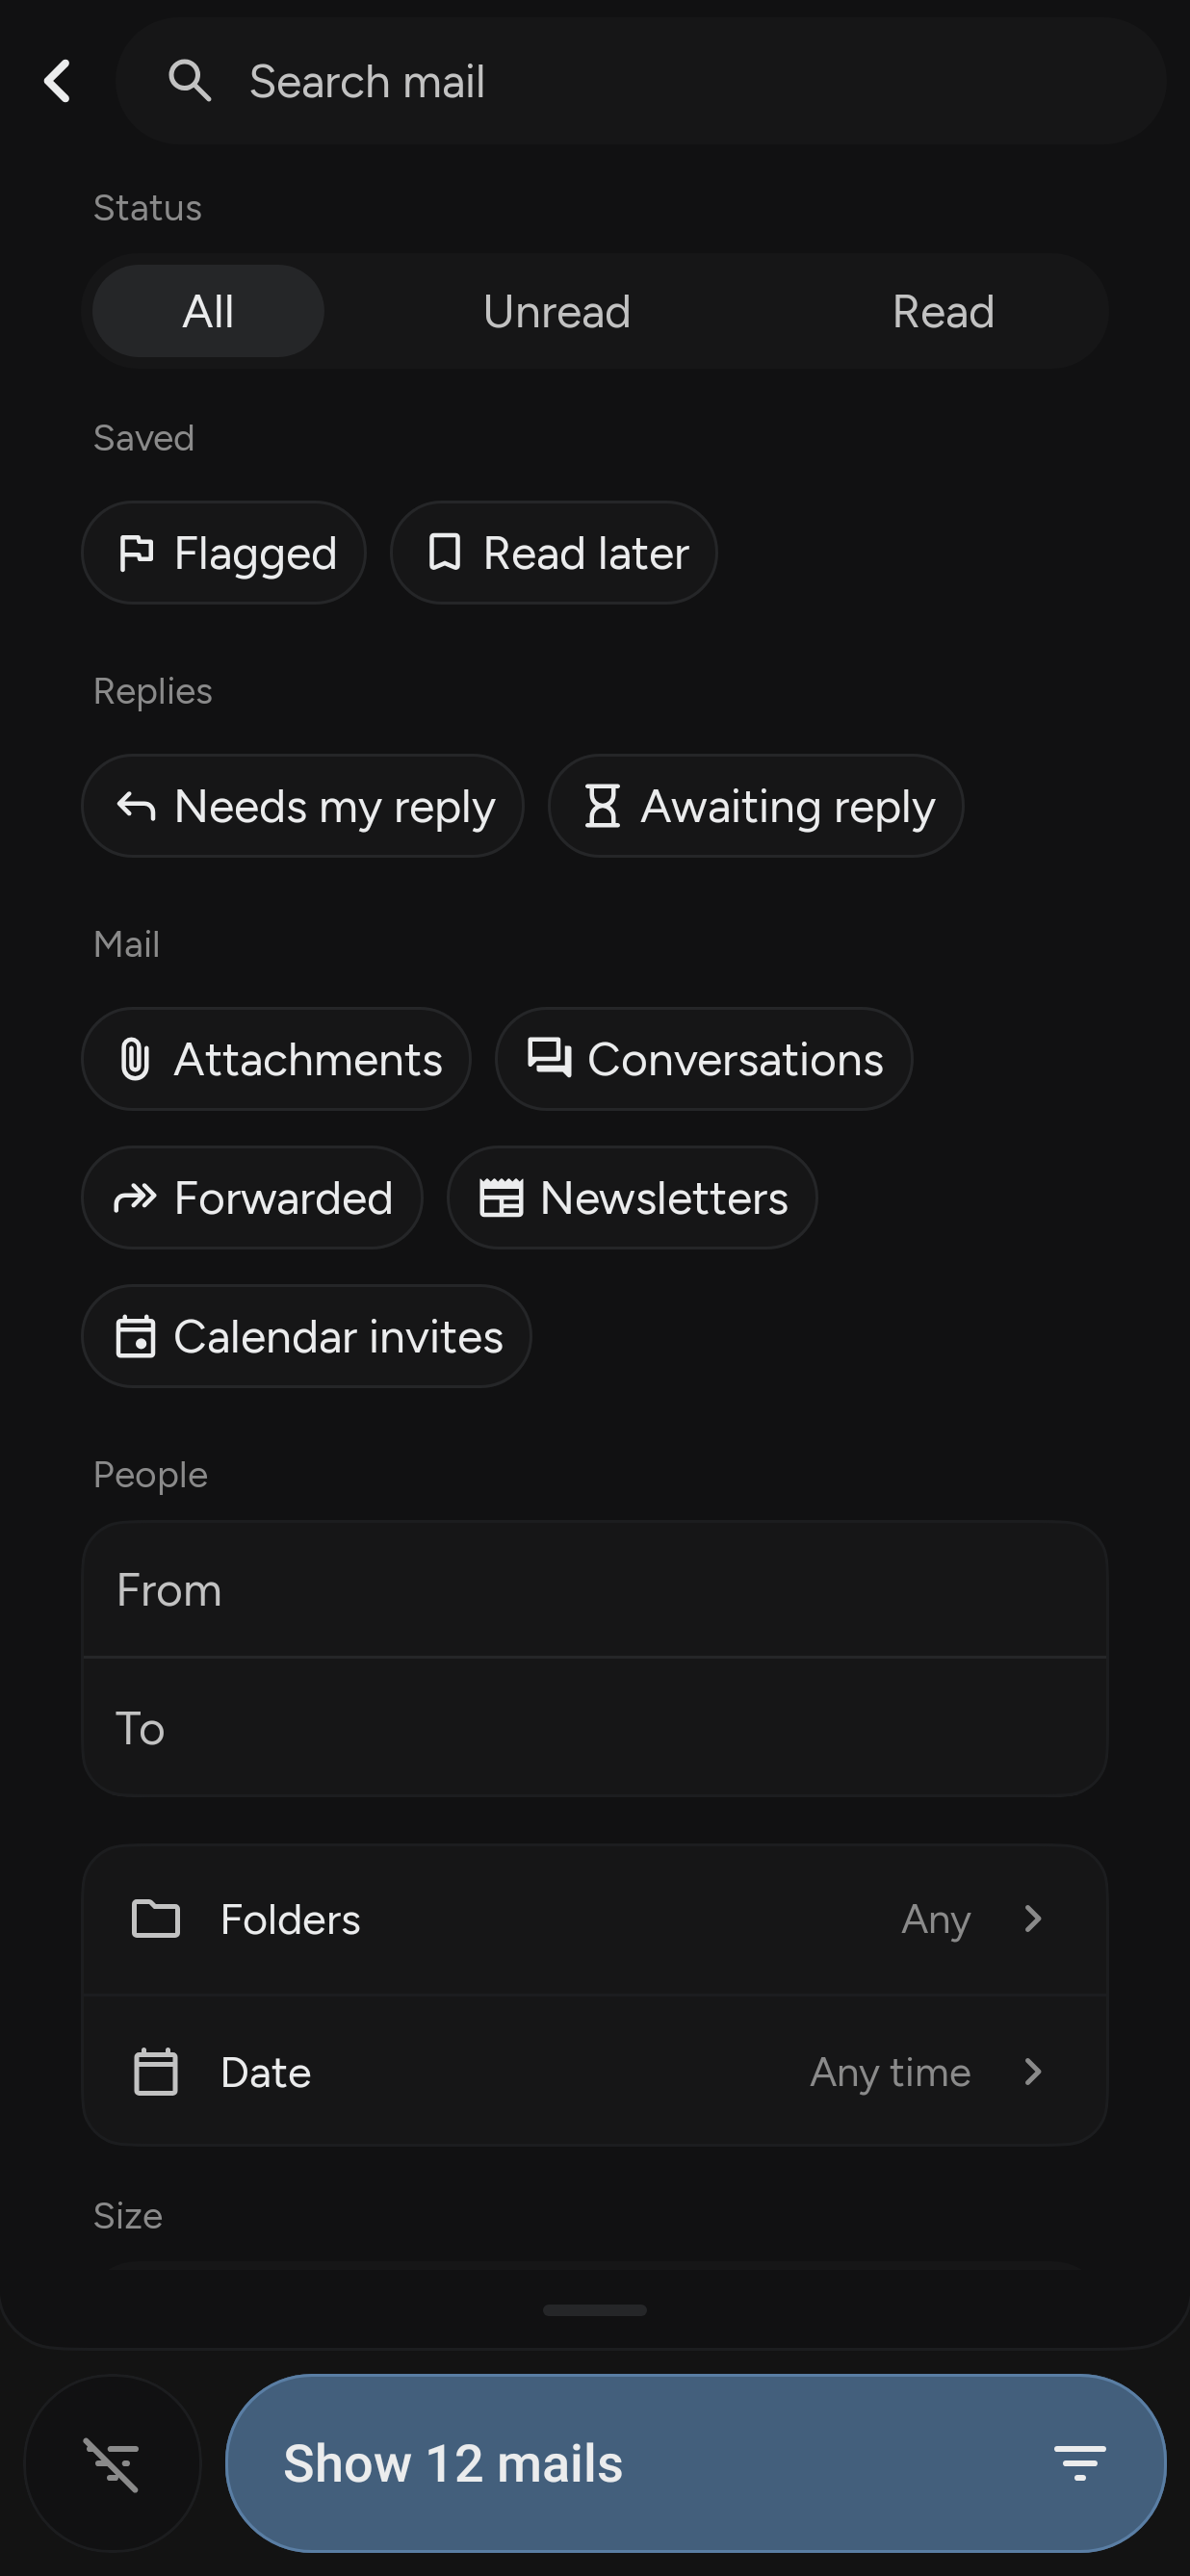 Search mail
Status
All Unread Read
Saved
Flagged Read later
Replies
Needs my reply Awaiting reply
Mail
Attachments Conversations
Forwarded Newsletters
Calendar invites
People
From
To
Folders Any
Date Any time
Size
Show 12 mails